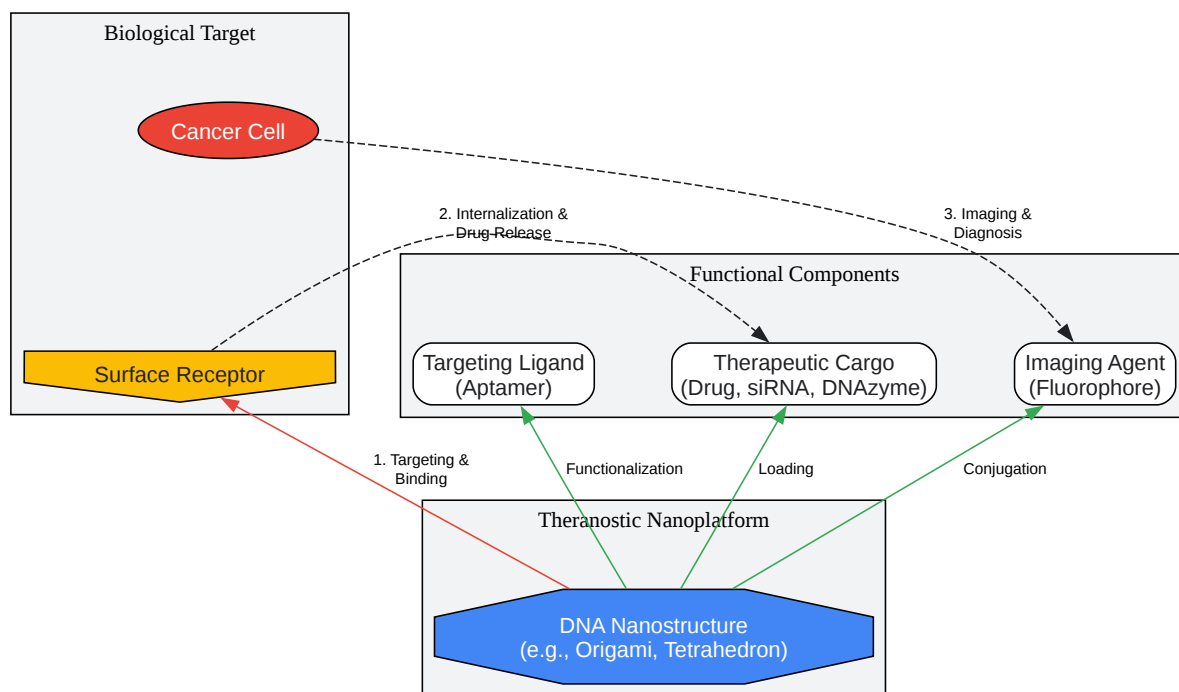 Biological Target
Cancer Cell
2. Internalization &
Drug Release
3. Imaging &
Diagnosis
Functional Components
Surface Receptor
Targeting Ligand
(Aptamer)
Therapeutic Cargo
(Drug, siRNA, DNAzyme)
Imaging Agent
(Fluorophore)
1. Targeting &
Binding
Functionalization
Loading
Conjugation
Theranostic Nanoplatform
DNA Nanostructure
(e.g., Origami, Tetrahedron)